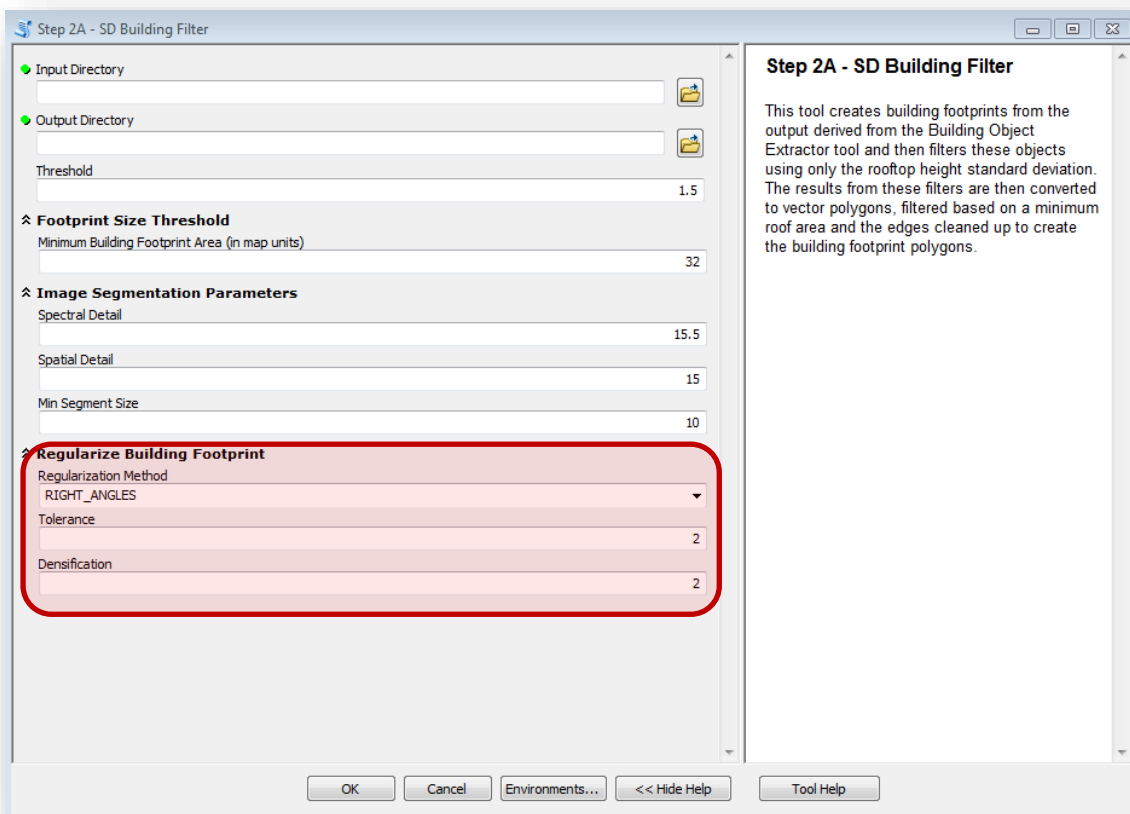 Step 2A - SD Building Filter
Input Directory
Output Directory
Threshold
1.5
Footprint Size Threshold
Minimum Building Footprint Area (in map units)
32
Image Segmentation Parameters
Spectral Detail
15.5
Spatial Detail
15
Min Segment Size
10
Regularize Building Footprint
Regularization Method
RIGHT_ANGLES
Tolerance
2
Densification
2
Step 2A - SD Building Filter
This tool creates building footprints from the
output derived from the Building Object
Extractor tool and then filters these objects
using only the rooftop height standard deviation.
The results from these filters are then converted
to vector polygons, filtered based on a minimum
roof area and the edges cleaned up to create
the building footprint polygons.
OK
Cancel
Environments...
<< Hide Help
Tool Help